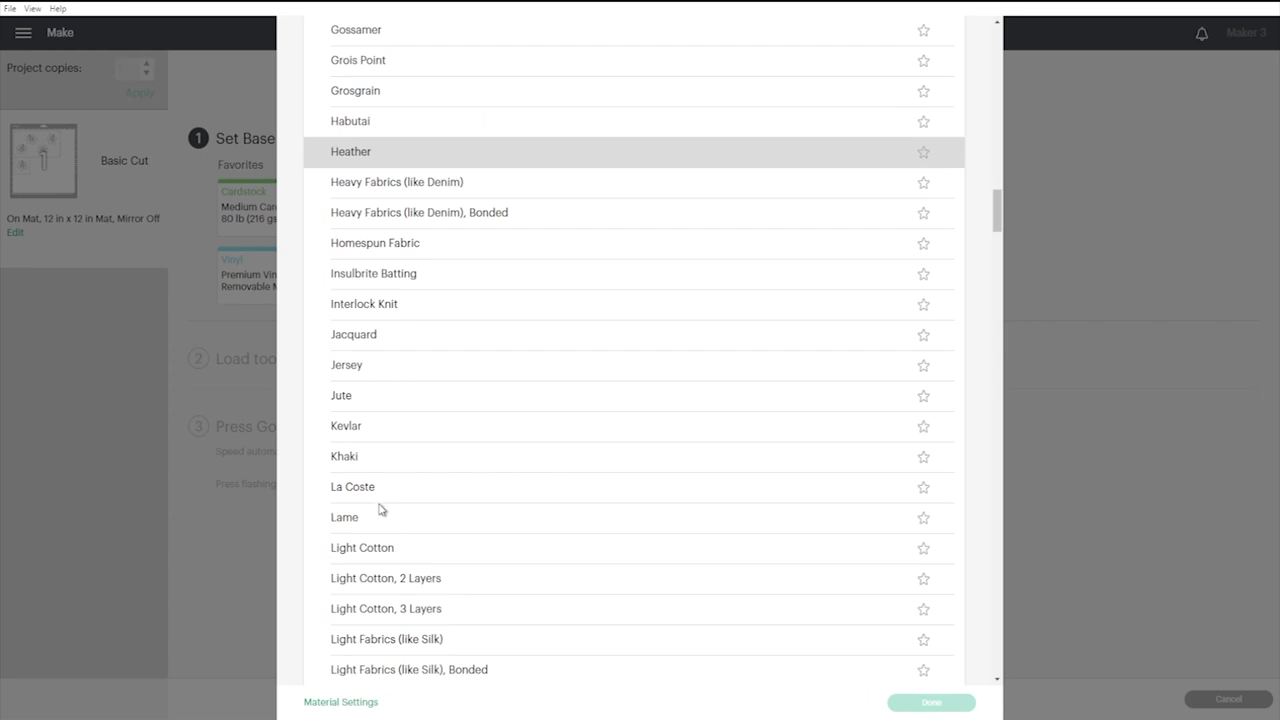 File View Help
Make
Maker 3
Project copies:
Apply
1
Basic Cut
On Mat, 12 in x 12 in Mat, Mirror Off
Edit
1 Set Base
Favorites
Cardstock
80 lb (216 gs
Vinyl
Premium Vin
Removable
2 Load too
3 Press Go
Press flashing
Gossamer
Grois Point
Grosgrain
Habutai
Heather
Heavy Fabrics (like Denim)
Heavy Fabrics (like Denim), Bonded
Homespun Fabric
Insulbrite Batting
Interlock Knit
Jacquard
Jersey
Jute
Kevlar
Khaki
La Coste
Lame
Light Cotton
Light Cotton, 2 Layers
Light Cotton, 3 Layers
Light Fabrics (like Silk)
Light Fabrics (like Silk), Bonded
Material Settings
Done
Cancel